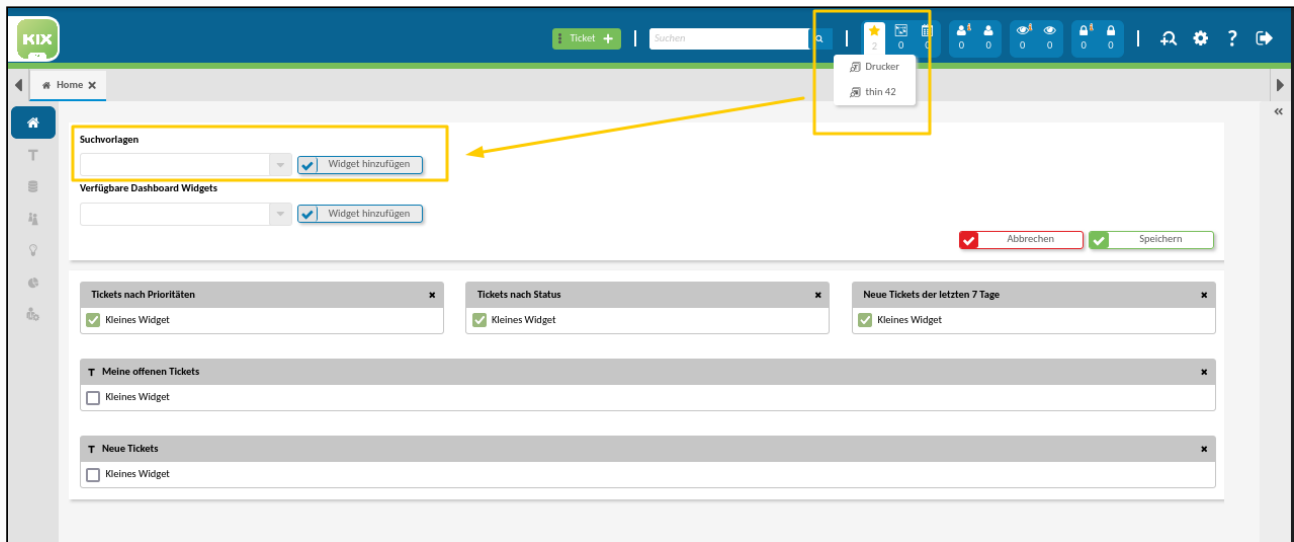 KIX
Ticket
Suchen
2
0
0
0
0
0
0
0
0
Drucker
thin 42
Home
Suchvorlagen
Widget hinzufügen
Verfügbare Dashboard Widgets
Widget hinzufügen
Abbrechen
Speichern
Tickets nach Prioritäten
Tickets nach Status
Neue Tickets der letzten 7 Tage
Kleines Widget
Kleines Widget
Kleines Widget
T Meine offenen Tickets
Kleines Widget
T Neue Tickets
Kleines Widget